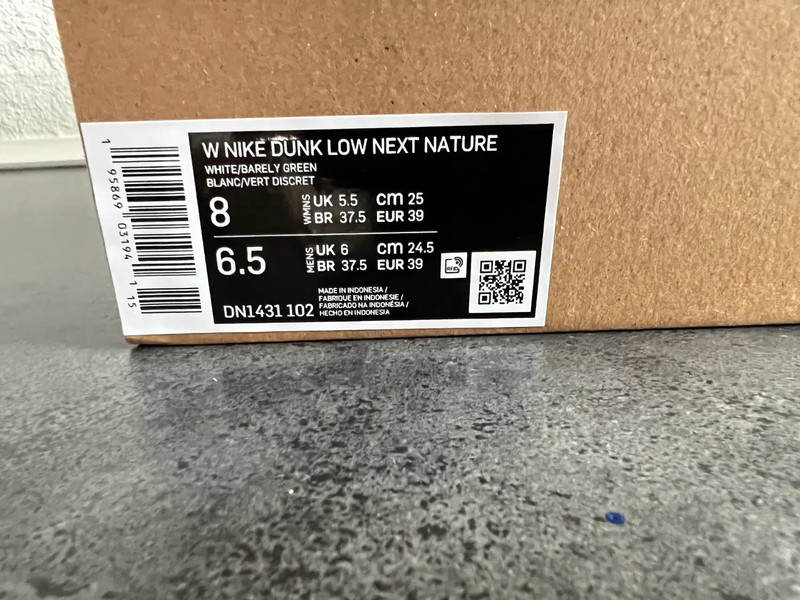 W NIKE DUNK LOW NEXT NATURE
WHITE/BARELY GREEN
BLANC/VERT DISCRET
8 WMNS UK 5.5 cm 25
BR 37.5 EUR 39
6.5 MENS UK 6 cm 24.5
BR 37.5 EUR 39
RFID
MADE IN INDONESIA /
FABRIQUE EN INDONESIE /
FABRICADO NA INDONÉSIA /
DN1431 102 HECHO EN INDONESIA
1 95869 03194 1 15